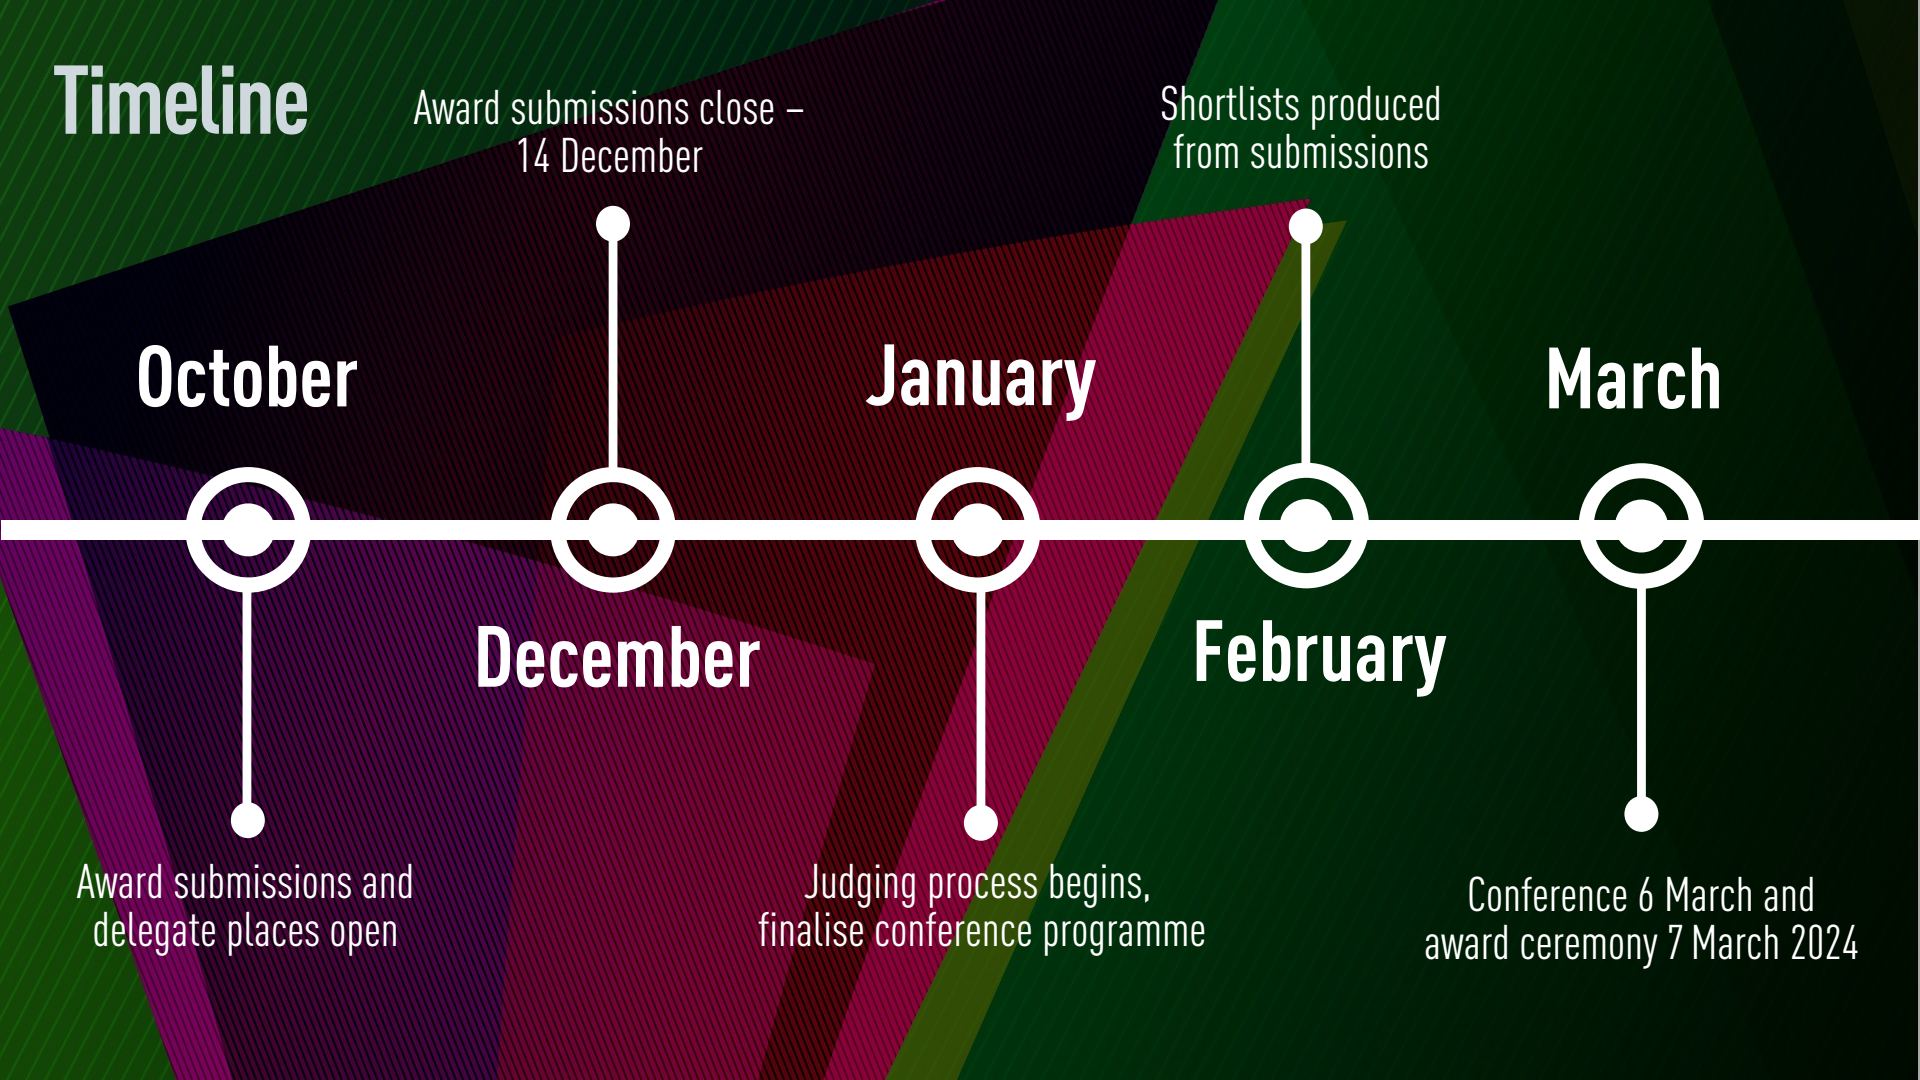 Timeline
Award submissions close –
14 December
Shortlists produced
from submissions
October
January
March
December
February
Award submissions and
delegate places open
Judging process begins,
finalise conference programme
Conference 6 March and
award ceremony 7 March 2024